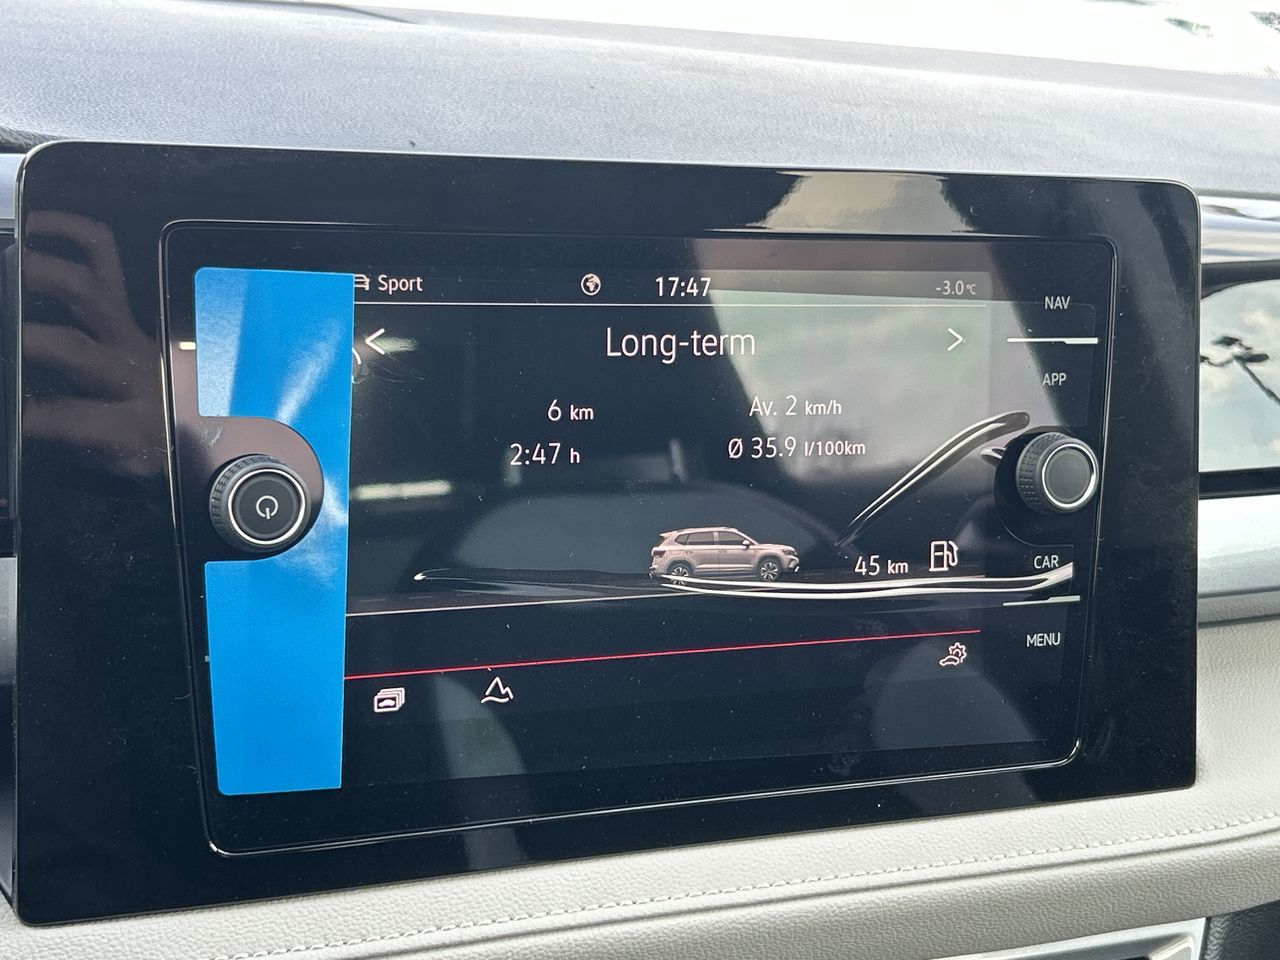 Sport
17:47
-3.0°C
NAV
Long-term
APP
6 km
Av. 2 km/h
2:47 h
Ø 35.9 l/100km
45 km
CAR
MENU